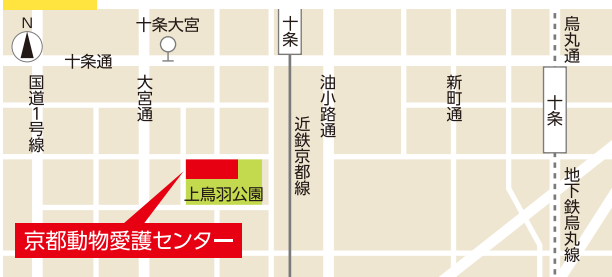 N
十条大宮
十条
烏丸通
十条通
国道1号線
大宮通
油小路通
新町通
十条
近鉄京都線
地下鉄烏丸線
上鳥羽公園
京都動物愛護センター